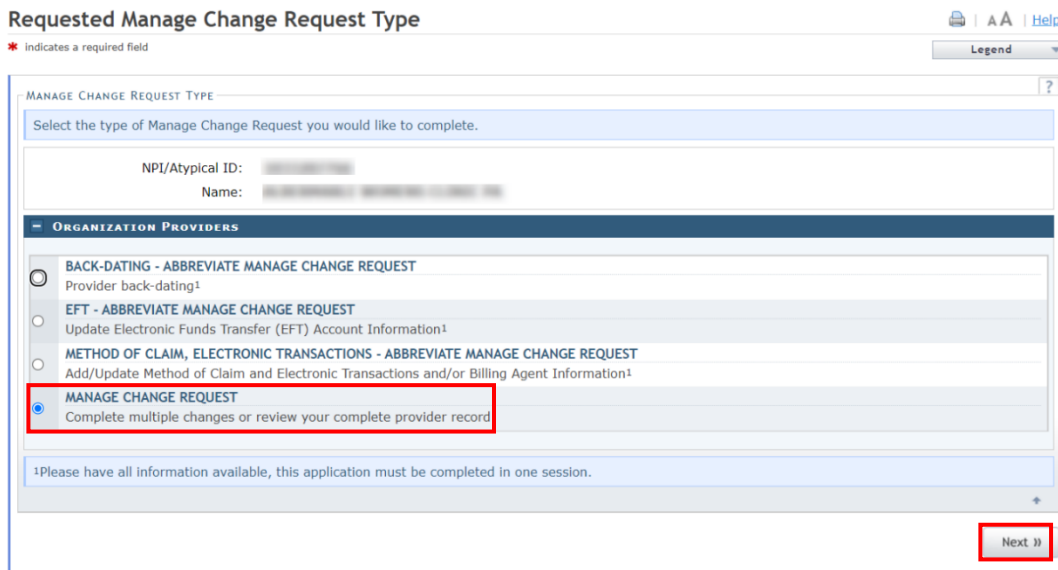 Requested Manage Change Request Type
A A | Help
* indicates a required field
Legend
MANAGE CHANGE REQUEST TYPE
?
Select the type of Manage Change Request you would like to complete.
NPI/Atypical ID:
Name:
ORGANIZATION PROVIDERS
BACK-DATING - ABBREVIATE MANAGE CHANGE REQUEST
Provider back-dating¹
EFT - ABBREVIATE MANAGE CHANGE REQUEST
Update Electronic Funds Transfer (EFT) Account Information¹
METHOD OF CLAIM, ELECTRONIC TRANSACTIONS - ABBREVIATE MANAGE CHANGE REQUEST
Add/Update Method of Claim and Electronic Transactions and/or Billing Agent Information¹
MANAGE CHANGE REQUEST
Complete multiple changes or review your complete provider record
¹Please have all information available, this application must be completed in one session.
Next »